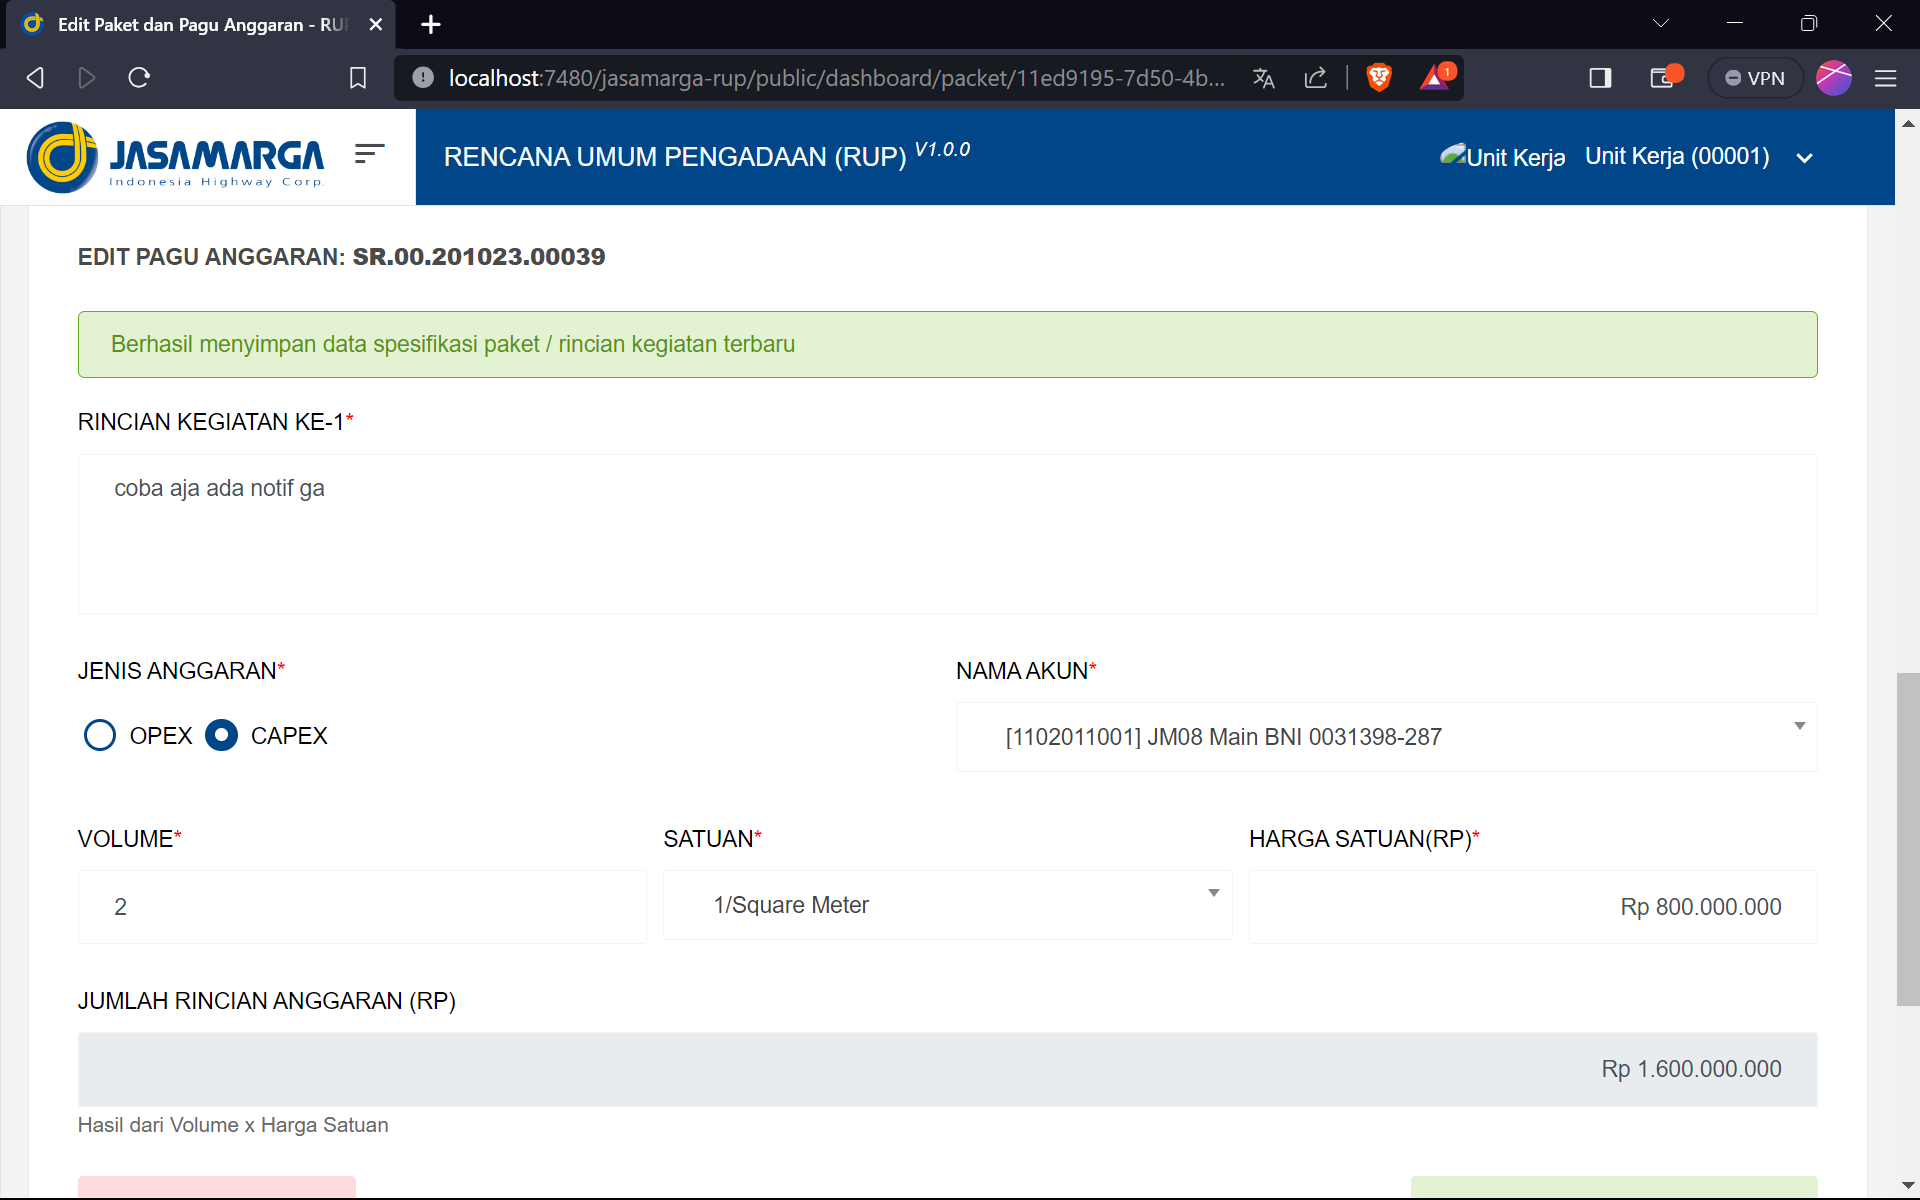 Edit Paket dan Pagu Anggaran - RU
localhost:7480/jasamarga-rup/public/dashboard/packet/11ed9195-7d50-4b...
1
VPN
JASAMARGA
Indonesia Highway Corp.
RENCANA UMUM PENGADAAN (RUP) V1.0.0
Unit Kerja
Unit Kerja (00001)
EDIT PAGU ANGGARAN: SR.00.201023.00039
Berhasil menyimpan data spesifikasi paket / rincian kegiatan terbaru
RINCIAN KEGIATAN KE-1*
coba aja ada notif ga
JENIS ANGGARAN*
OPEX CAPEX
NAMA AKUN*
[1102011001] JM08 Main BNI 0031398-287
VOLUME*
2
SATUAN*
1/Square Meter
HARGA SATUAN(RP)*
Rp 800.000.000
JUMLAH RINCIAN ANGGARAN (RP)
Rp 1.600.000.000
Hasil dari Volume x Harga Satuan